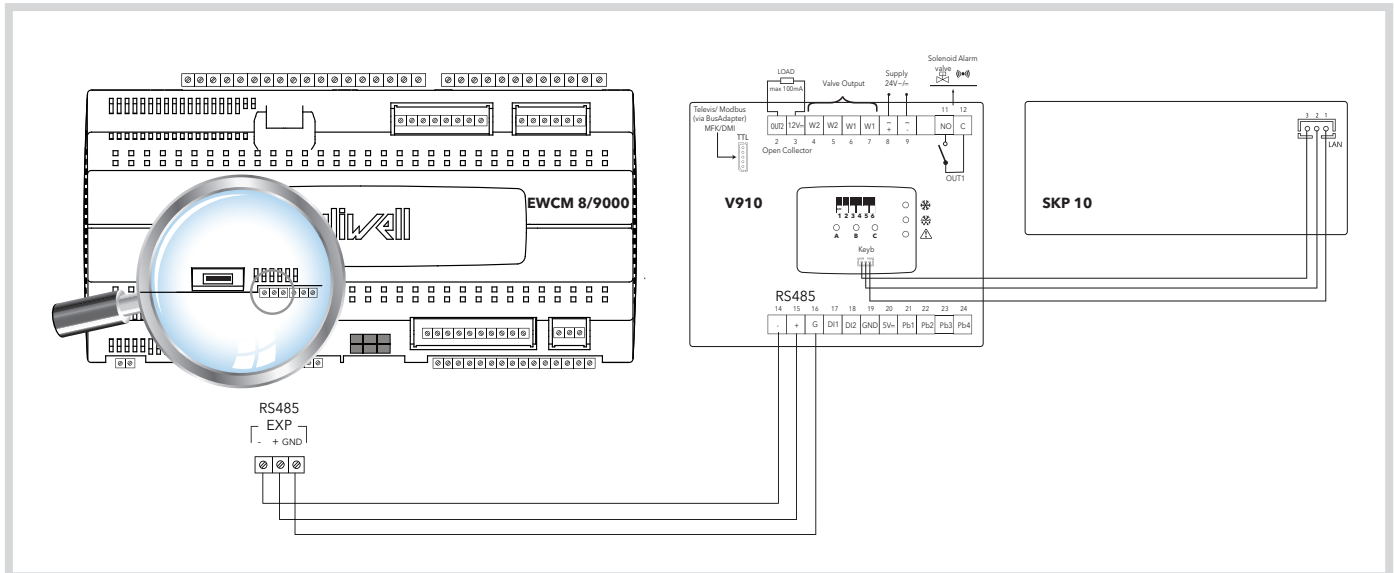 EWCM 8/9000
eliwell
RS485
EXP
- + GND
LOAD
max 100mA
Valve Output
Supply
24V~/=
Solenoid Alarm
valve
11 12
Televis/ Modbus
(via BusAdapter)
MFK/DMI
TTL
OUT2 12V= W2 W2 W1 W1 ~ + ~ - NO C
2 3 4 5 6 7 8 9
Open Collector
OUT1
V910
1 2 3 4 5 6
A B C
Keyb
RS485
14 15 16 17 18 19 20 21 22 23 24
- + G DI1 DI2 GND 5V= Pb1 Pb2 Pb3 Pb4
3 2 1
LAN
SKP 10